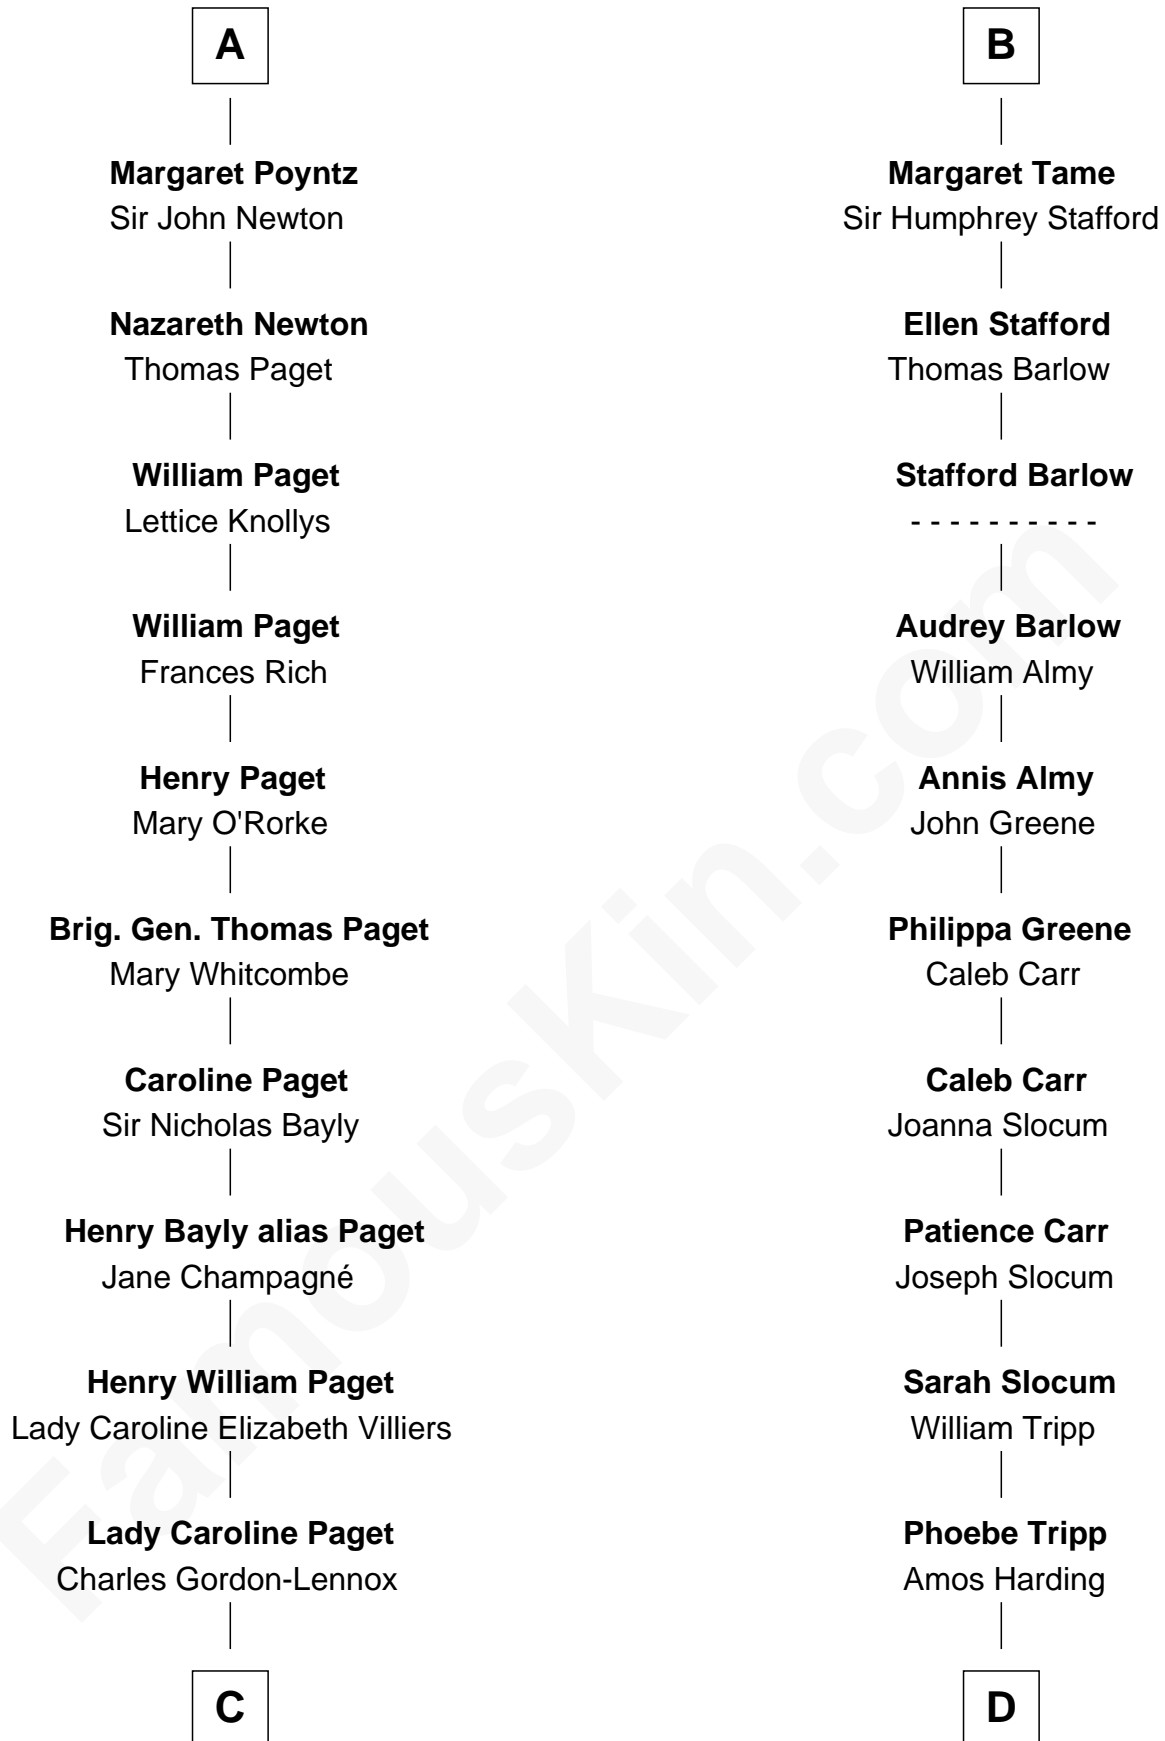 A
Margaret Poyntz
Sir John Newton
Nazareth Newton
Thomas Paget
William Paget
Lettice Knollys
William Paget
Frances Rich
Henry Paget
Mary O'Rorke
Brig. Gen. Thomas Paget
Mary Whitcombe
Caroline Paget
Sir Nicholas Bayly
Henry Bayly alias Paget
Jane Champagné
Henry William Paget
Lady Caroline Elizabeth Villiers
Lady Caroline Paget
Charles Gordon-Lennox
C
B
Margaret Tame
Sir Humphrey Stafford
Ellen Stafford
Thomas Barlow
Stafford Barlow
- - - - - - - - - -
Audrey Barlow
William Almy
Annis Almy
John Greene
Philippa Greene
Caleb Carr
Caleb Carr
Joanna Slocum
Patience Carr
Joseph Slocum
Sarah Slocum
William Tripp
Phoebe Tripp
Amos Harding
D
FamousKin.com